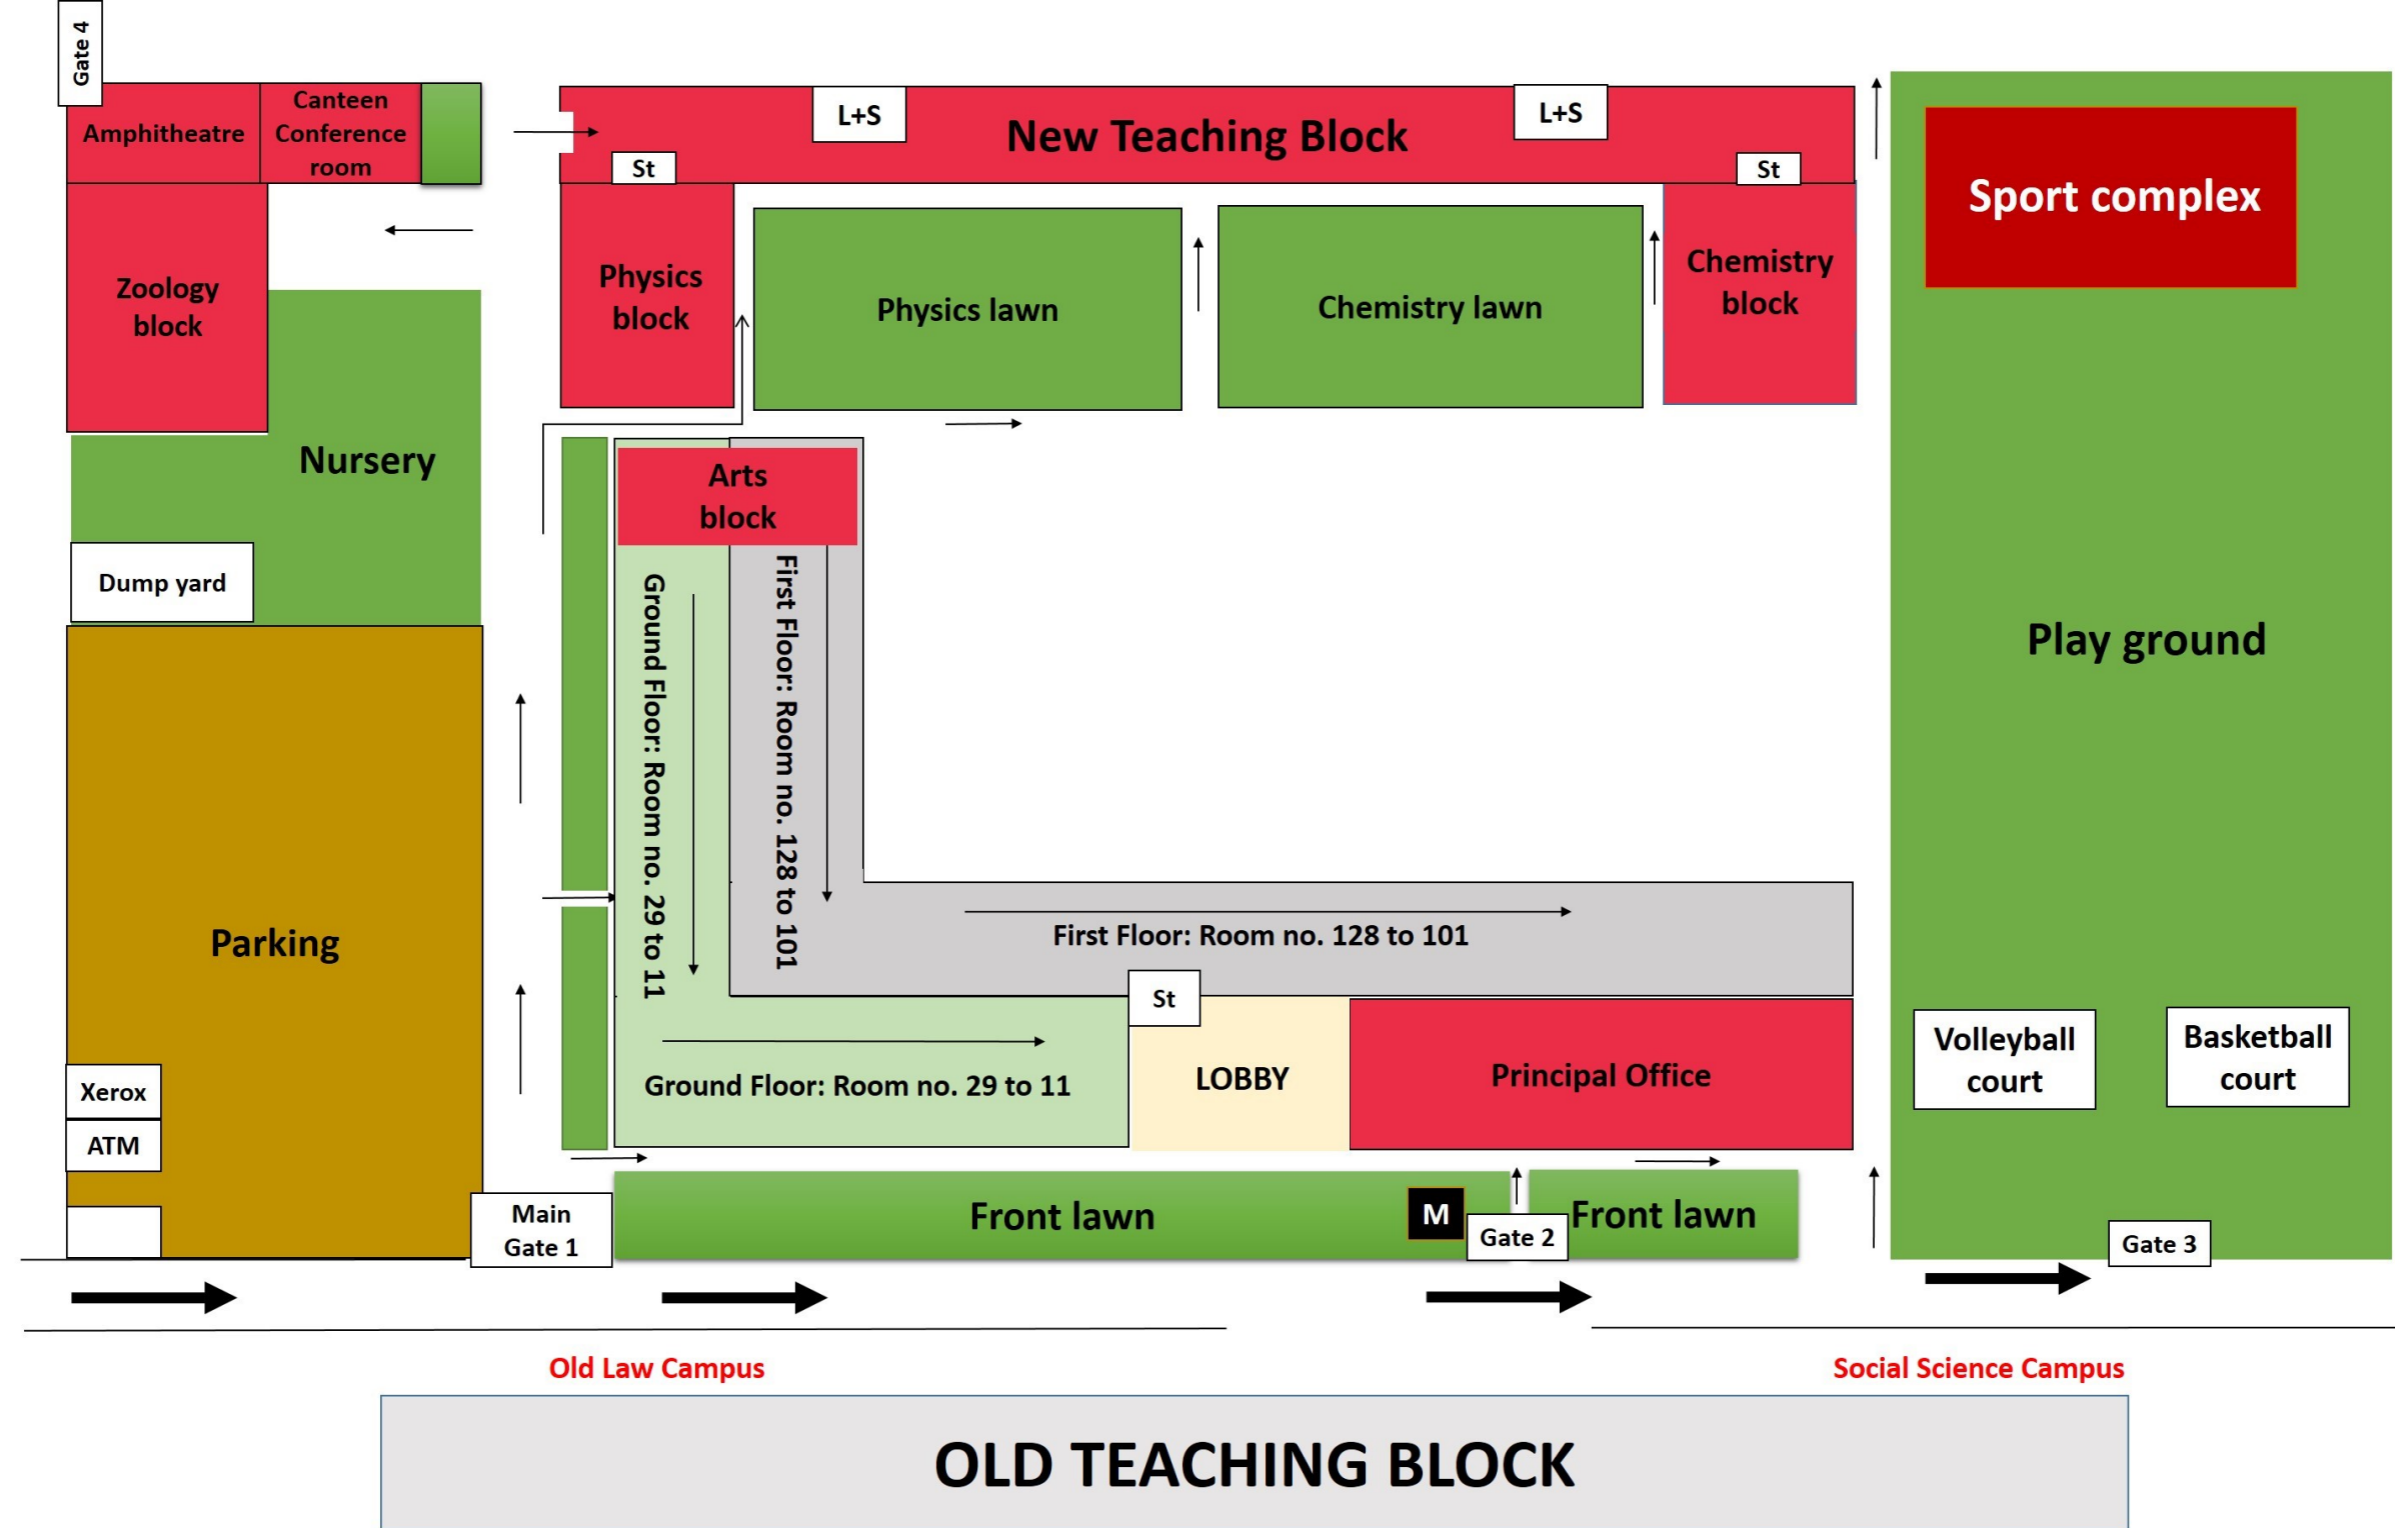 Gate 4
Amphitheatre
Canteen
Conference
room
L+S
New Teaching Block
L+S
St
St
Sport complex
Zoology
block
Physics
block
Physics lawn
Chemistry lawn
Chemistry
block
Nursery
Arts
block
Dump yard
Ground Floor: Room no. 29 to 11
First Floor: Room no. 128 to 101
Play ground
Parking
First Floor: Room no. 128 to 101
St
Volleyball
court
Basketball
court
Xerox
ATM
Ground Floor: Room no. 29 to 11
LOBBY
Principal Office
Main
Gate 1
Front lawn
M
Gate 2
Front lawn
Gate 3
Old Law Campus
Social Science Campus
OLD TEACHING BLOCK